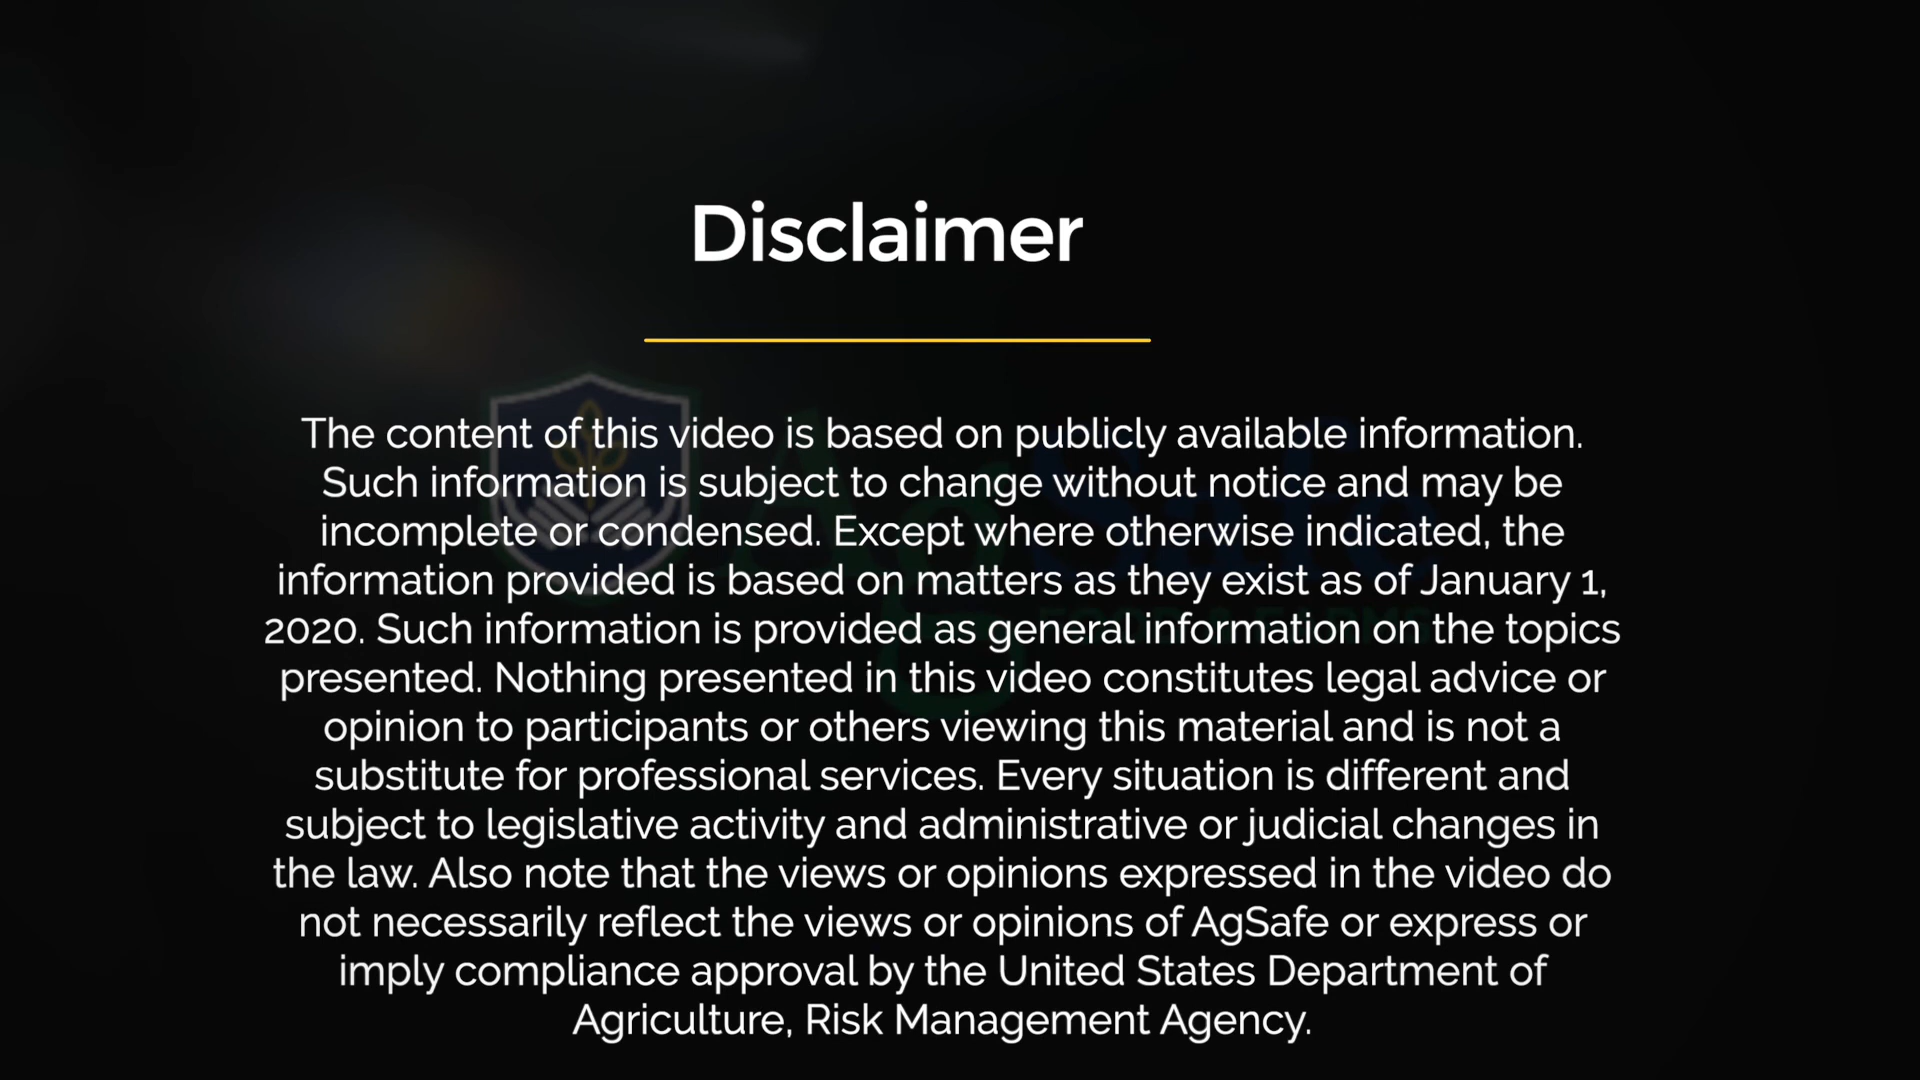 Disclaimer
The content of this video is based on publicly available information.
Such information is subject to change without notice and may be
incomplete or condensed. Except where otherwise indicated, the
information provided is based on matters as they exist as of January 1,
2020. Such information is provided as general information on the topics
presented. Nothing presented in this video constitutes legal advice or
opinion to participants or others viewing this material and is not a
substitute for professional services. Every situation is different and
subject to legislative activity and administrative or judicial changes in
the law. Also note that the views or opinions expressed in the video do
not necessarily reflect the views or opinions of AgSafe or express or
imply compliance approval by the United States Department of
Agriculture, Risk Management Agency.